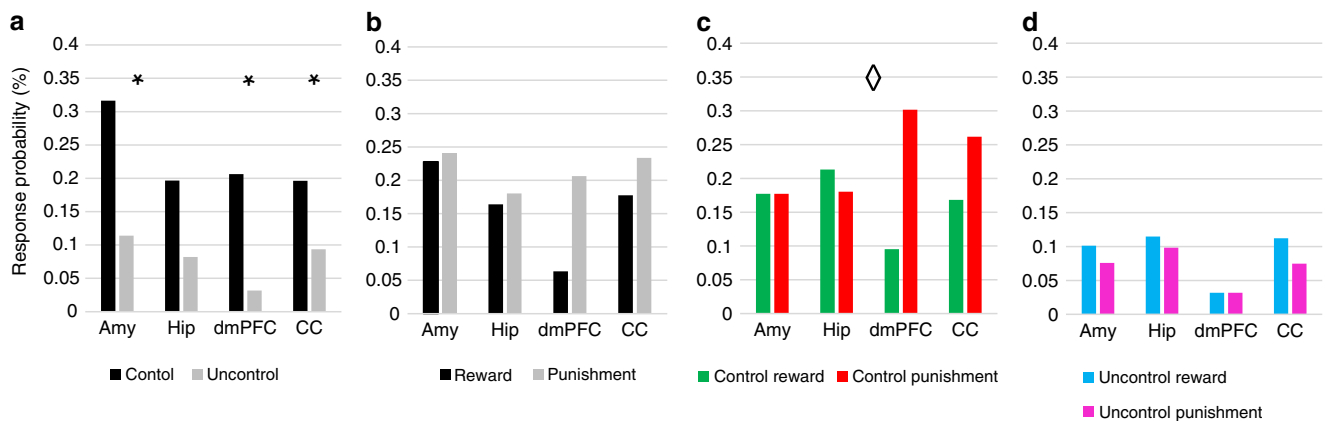 a
Response probability (%)
0.4
0.35
0.3
0.25
0.2
0.15
0.1
0.05
0
* * *
Amy Hip dmPFC CC
Contol Uncontrol
b
0.4
0.35
0.3
0.25
0.2
0.15
0.1
0.05
0
Amy Hip dmPFC CC
Reward Punishment
c
0.4
0.35
0.3
0.25
0.2
0.15
0.1
0.05
0
◊
Amy Hip dmPFC CC
Control reward Control punishment
d
0.4
0.35
0.3
0.25
0.2
0.15
0.1
0.05
0
Amy Hip dmPFC CC
Uncontrol reward
Uncontrol punishment